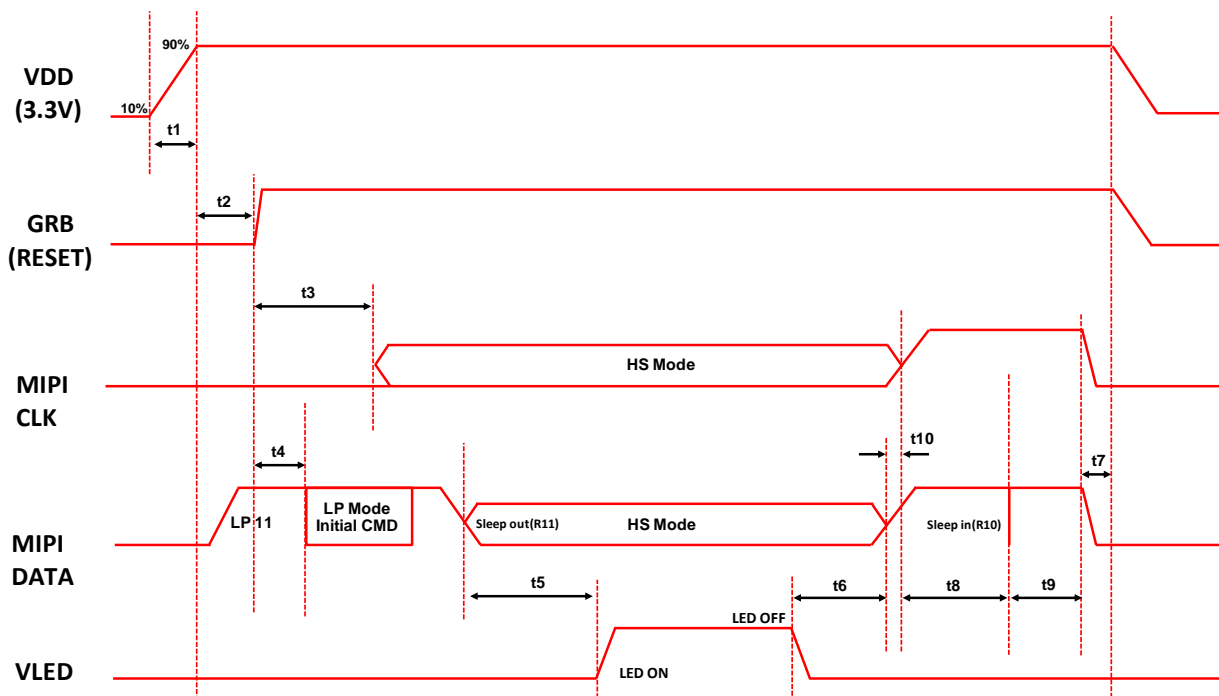 90%
VDD
(3.3V)
10%
t1
t2
GRB
(RESET)
t3
HS Mode
MIPI
CLK
t10
t4
t7
LP 11
LP Mode
Initial CMD
Sleep out(R11)
HS Mode
Sleep in(R10)
MIPI
DATA
t5
t6
t8
t9
LED OFF
VLED
LED ON